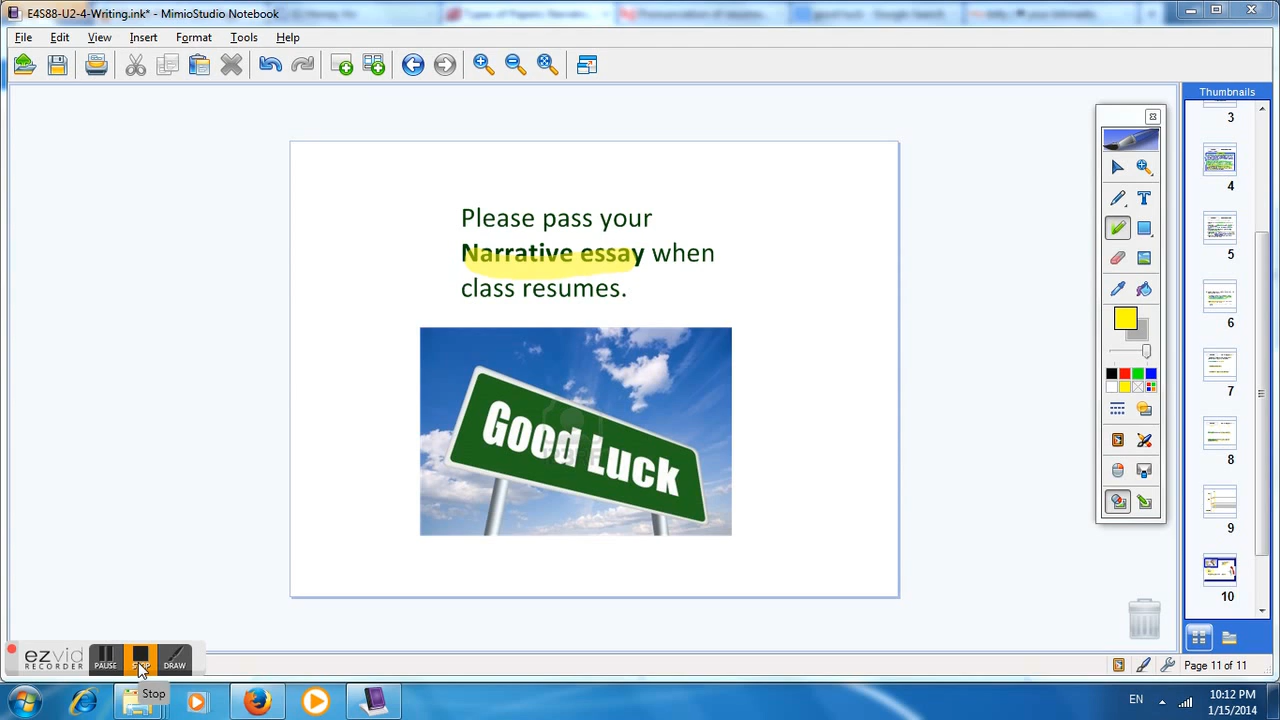 E4S88-U2-4-Writing.ink* - MimioStudio Notebook
File Edit View Insert Format Tools Help
Thumbnails
3
4
5
6
7
8
9
10
Please pass your
Narrative essay when
class resumes.
Good Luck
ezvid
RECORDER
PAUSE
STOP
DRAW
Stop
Page 11 of 11
EN
10:12 PM
1/15/2014